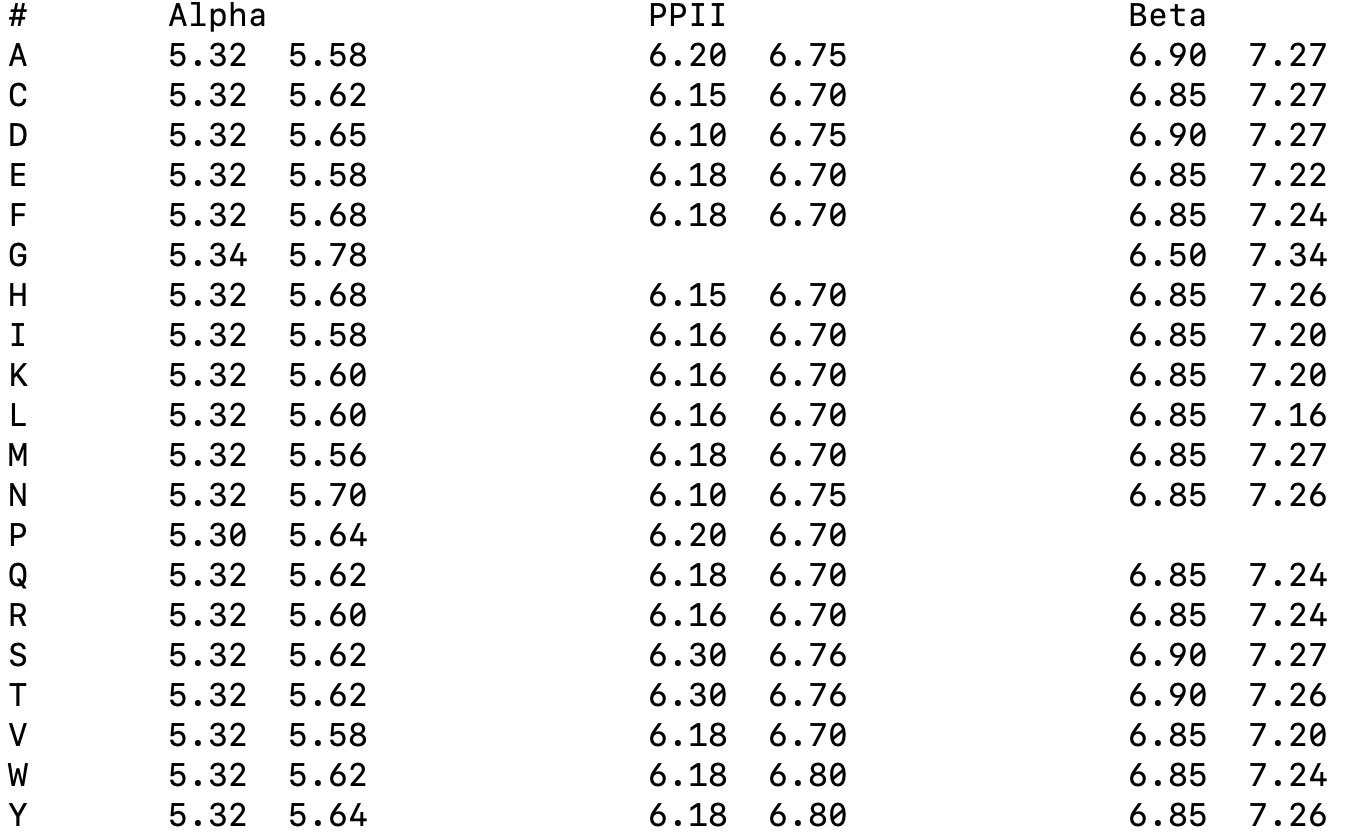 #       Alpha                   PPII                    Beta
A       5.32  5.58              6.20  6.75              6.90  7.27
C       5.32  5.62              6.15  6.70              6.85  7.27
D       5.32  5.65              6.10  6.75              6.90  7.27
E       5.32  5.58              6.18  6.70              6.85  7.22
F       5.32  5.68              6.18  6.70              6.85  7.24
G       5.34  5.78                                      6.50  7.34
H       5.32  5.68              6.15  6.70              6.85  7.26
I       5.32  5.58              6.16  6.70              6.85  7.20
K       5.32  5.60              6.16  6.70              6.85  7.20
L       5.32  5.60              6.16  6.70              6.85  7.16
M       5.32  5.56              6.18  6.70              6.85  7.27
N       5.32  5.70              6.10  6.75              6.85  7.26
P       5.30  5.64              6.20  6.70
Q       5.32  5.62              6.18  6.70              6.85  7.24
R       5.32  5.60              6.16  6.70              6.85  7.24
S       5.32  5.62              6.30  6.76              6.90  7.27
T       5.32  5.62              6.30  6.76              6.90  7.26
V       5.32  5.58              6.18  6.70              6.85  7.20
W       5.32  5.62              6.18  6.80              6.85  7.24
Y       5.32  5.64              6.18  6.80              6.85  7.26